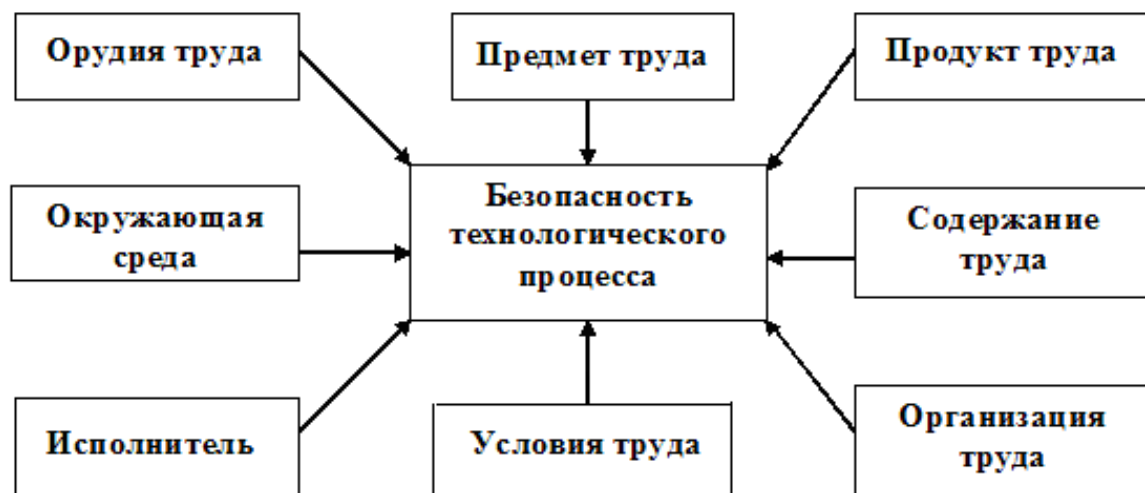 Орудия труда
Предмет труда
Продукт труда
Окружающая
среда
Безопасность
технологического
процесса
Содержание
труда
Исполнитель
Условия труда
Организация
труда